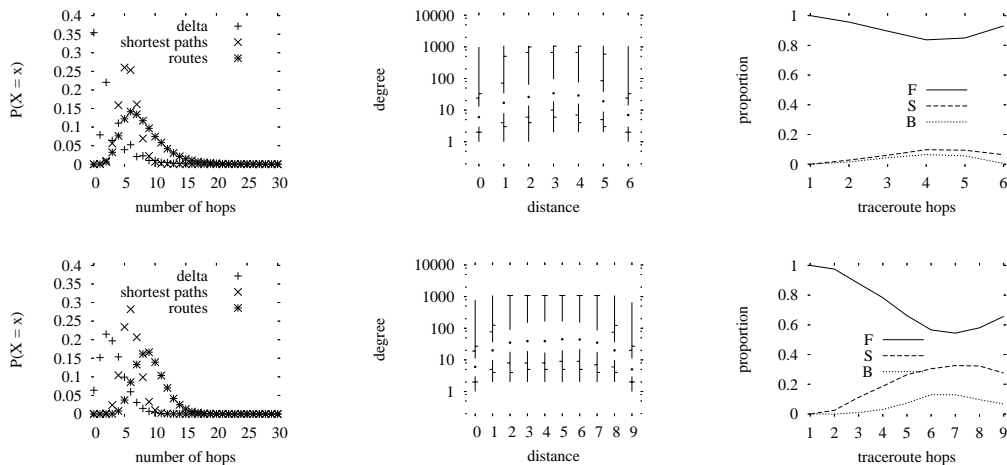 0.4
0.35
0.3
0.25
0.2
0.15
0.1
0.05
0
P(X = x)
delta
shortest paths
routes
0 5 10 15 20 25 30
number of hops
10000
1000
100
10
1
degree
0 1 2 3 4 5 6
distance
1
0.8
0.6
0.4
0.2
0
proportion
F
S
B
1 2 3 4 5 6
traceroute hops
0.4
0.35
0.3
0.25
0.2
0.15
0.1
0.05
0
P(X = x)
delta
shortest paths
routes
0 5 10 15 20 25 30
number of hops
10000
1000
100
10
1
degree
0 1 2 3 4 5 6 7 8 9
distance
1
0.8
0.6
0.4
0.2
0
proportion
F
S
B
1 2 3 4 5 6 7 8 9
traceroute hops